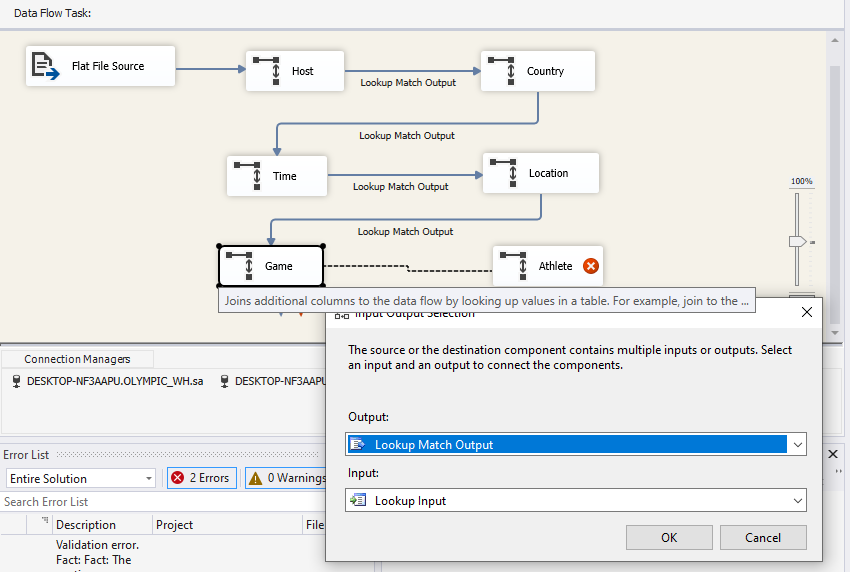 Data Flow Task:
Flat File Source
Host
Lookup Match Output
Country
Lookup Match Output
Time
Lookup Match Output
Location
Lookup Match Output
100%
Game
Athlete
Joins additional columns to the data flow by looking up values in a table. For example, join to the ...
Input Output Selection
The source or the destination component contains multiple inputs or outputs. Select
an input and an output to connect the components.
Output:
Lookup Match Output
Input:
Lookup Input
OK
Cancel
Connection Managers
DESKTOP-NF3AAPU.OLYMPIC_WH.sa
DESKTOP-NF3AAPU
Error List
Entire Solution
2 Errors
0 Warnings
Search Error List
Description
Project
File
Validation error.
Fact: Fact: The